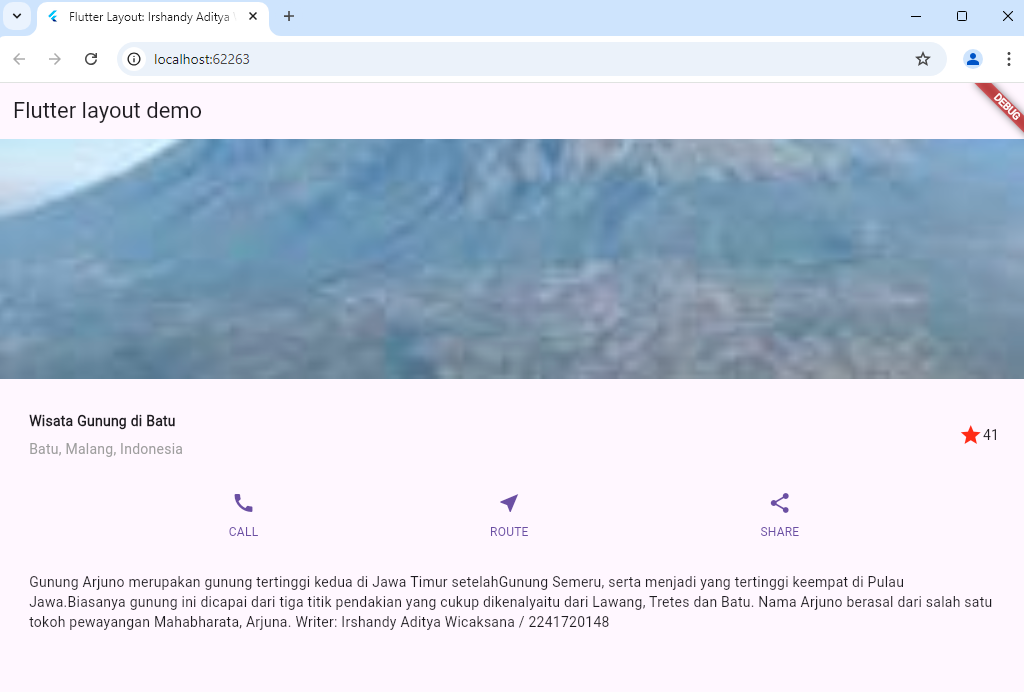 Flutter Layout: Irshandy Aditya
localhost:62263
Flutter layout demo
DEBUG
Wisata Gunung di Batu
Batu, Malang, Indonesia
41
CALL ROUTE SHARE
Gunung Arjuno merupakan gunung tertinggi kedua di Jawa Timur setelahGunung Semeru, serta menjadi yang tertinggi keempat di Pulau
Jawa.Biasanya gunung ini dicapai dari tiga titik pendakian yang cukup dikenalyaitu dari Lawang, Tretes dan Batu. Nama Arjuno berasal dari salah satu
tokoh pewayangan Mahabharata, Arjuna. Writer: Irshandy Aditya Wicaksana / 2241720148